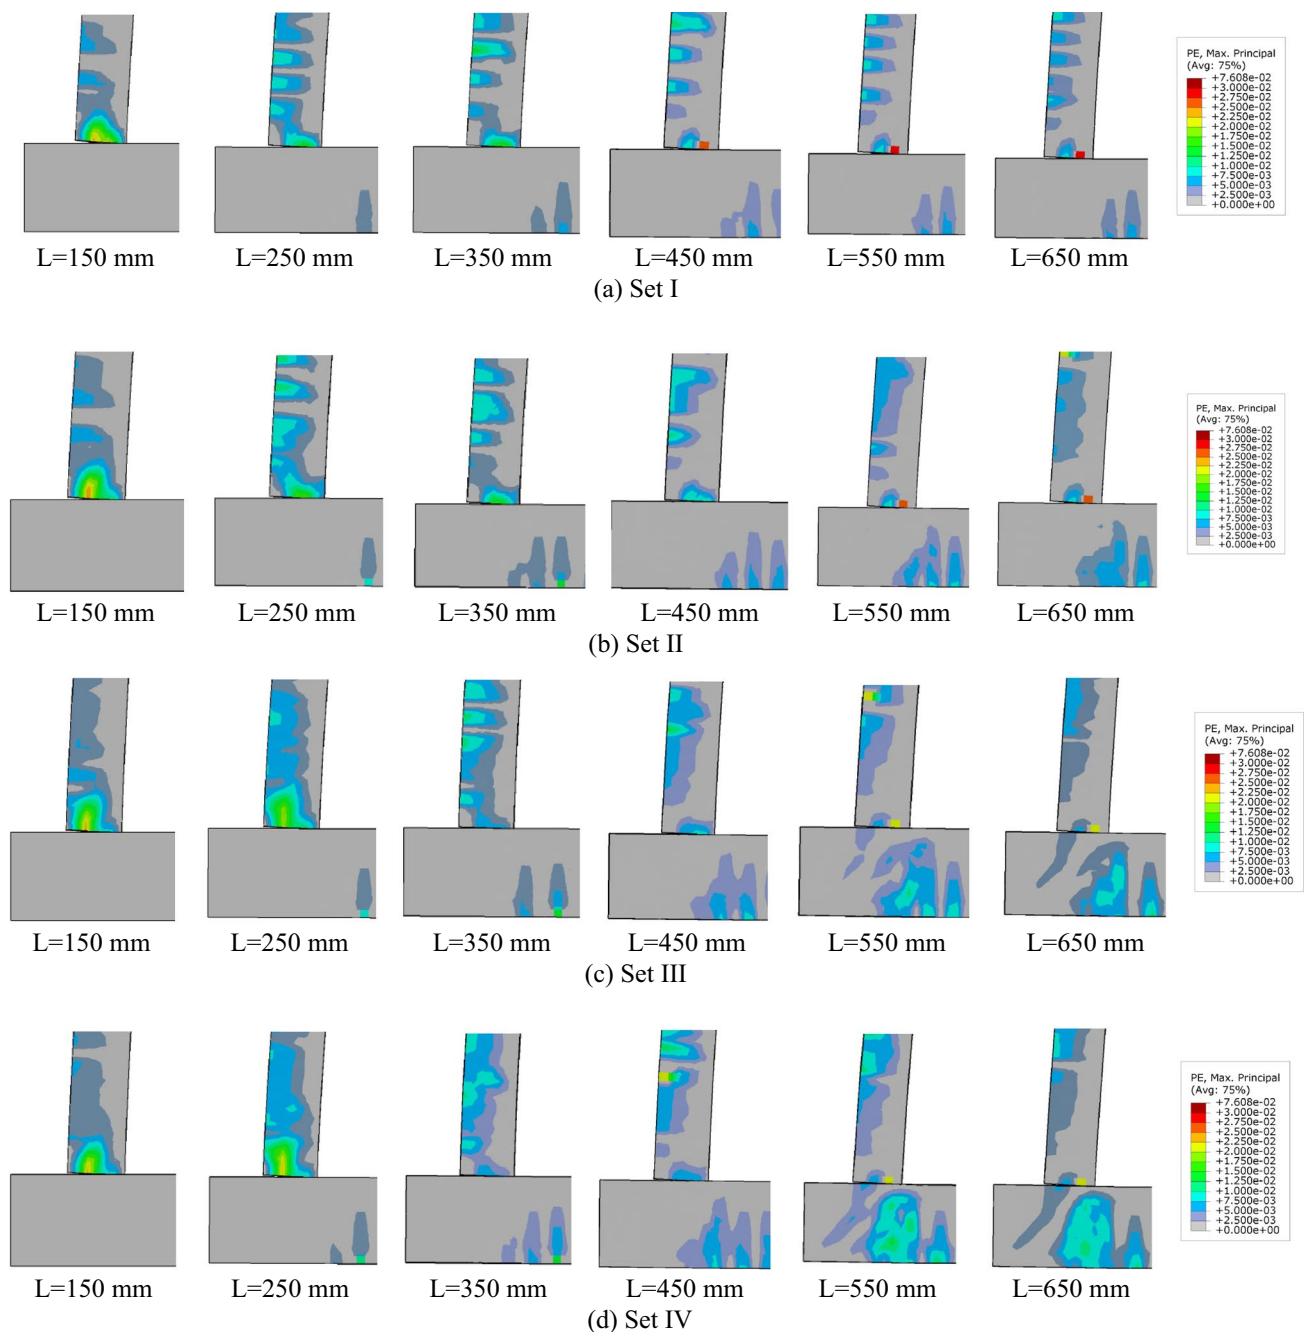 PE, Max. Principal
(Avg: 75%)
+7.608e-02
+3.000e-02
+2.750e-02
+2.500e-02
+2.250e-02
+2.000e-02
+1.750e-02
+1.500e-02
+1.250e-02
+1.000e-02
+7.500e-03
+5.000e-03
+2.500e-03
+0.000e+00
L=150 mm L=250 mm L=350 mm L=450 mm L=550 mm L=650 mm
(a) Set I
PE, Max. Principal
(Avg: 75%)
+7.608e-02
+3.000e-02
+2.750e-02
+2.500e-02
+2.250e-02
+2.000e-02
+1.750e-02
+1.500e-02
+1.250e-02
+1.000e-02
+7.500e-03
+5.000e-03
+2.500e-03
+0.000e+00
L=150 mm L=250 mm L=350 mm L=450 mm L=550 mm L=650 mm
(b) Set II
PE, Max. Principal
(Avg: 75%)
+7.608e-02
+3.000e-02
+2.750e-02
+2.500e-02
+2.250e-02
+2.000e-02
+1.750e-02
+1.500e-02
+1.250e-02
+1.000e-02
+7.500e-03
+5.000e-03
+2.500e-03
+0.000e+00
L=150 mm L=250 mm L=350 mm L=450 mm L=550 mm L=650 mm
(c) Set III
PE, Max. Principal
(Avg: 75%)
+7.608e-02
+3.000e-02
+2.750e-02
+2.500e-02
+2.250e-02
+2.000e-02
+1.750e-02
+1.500e-02
+1.250e-02
+1.000e-02
+7.500e-03
+5.000e-03
+2.500e-03
+0.000e+00
L=150 mm L=250 mm L=350 mm L=450 mm L=550 mm L=650 mm
(d) Set IV